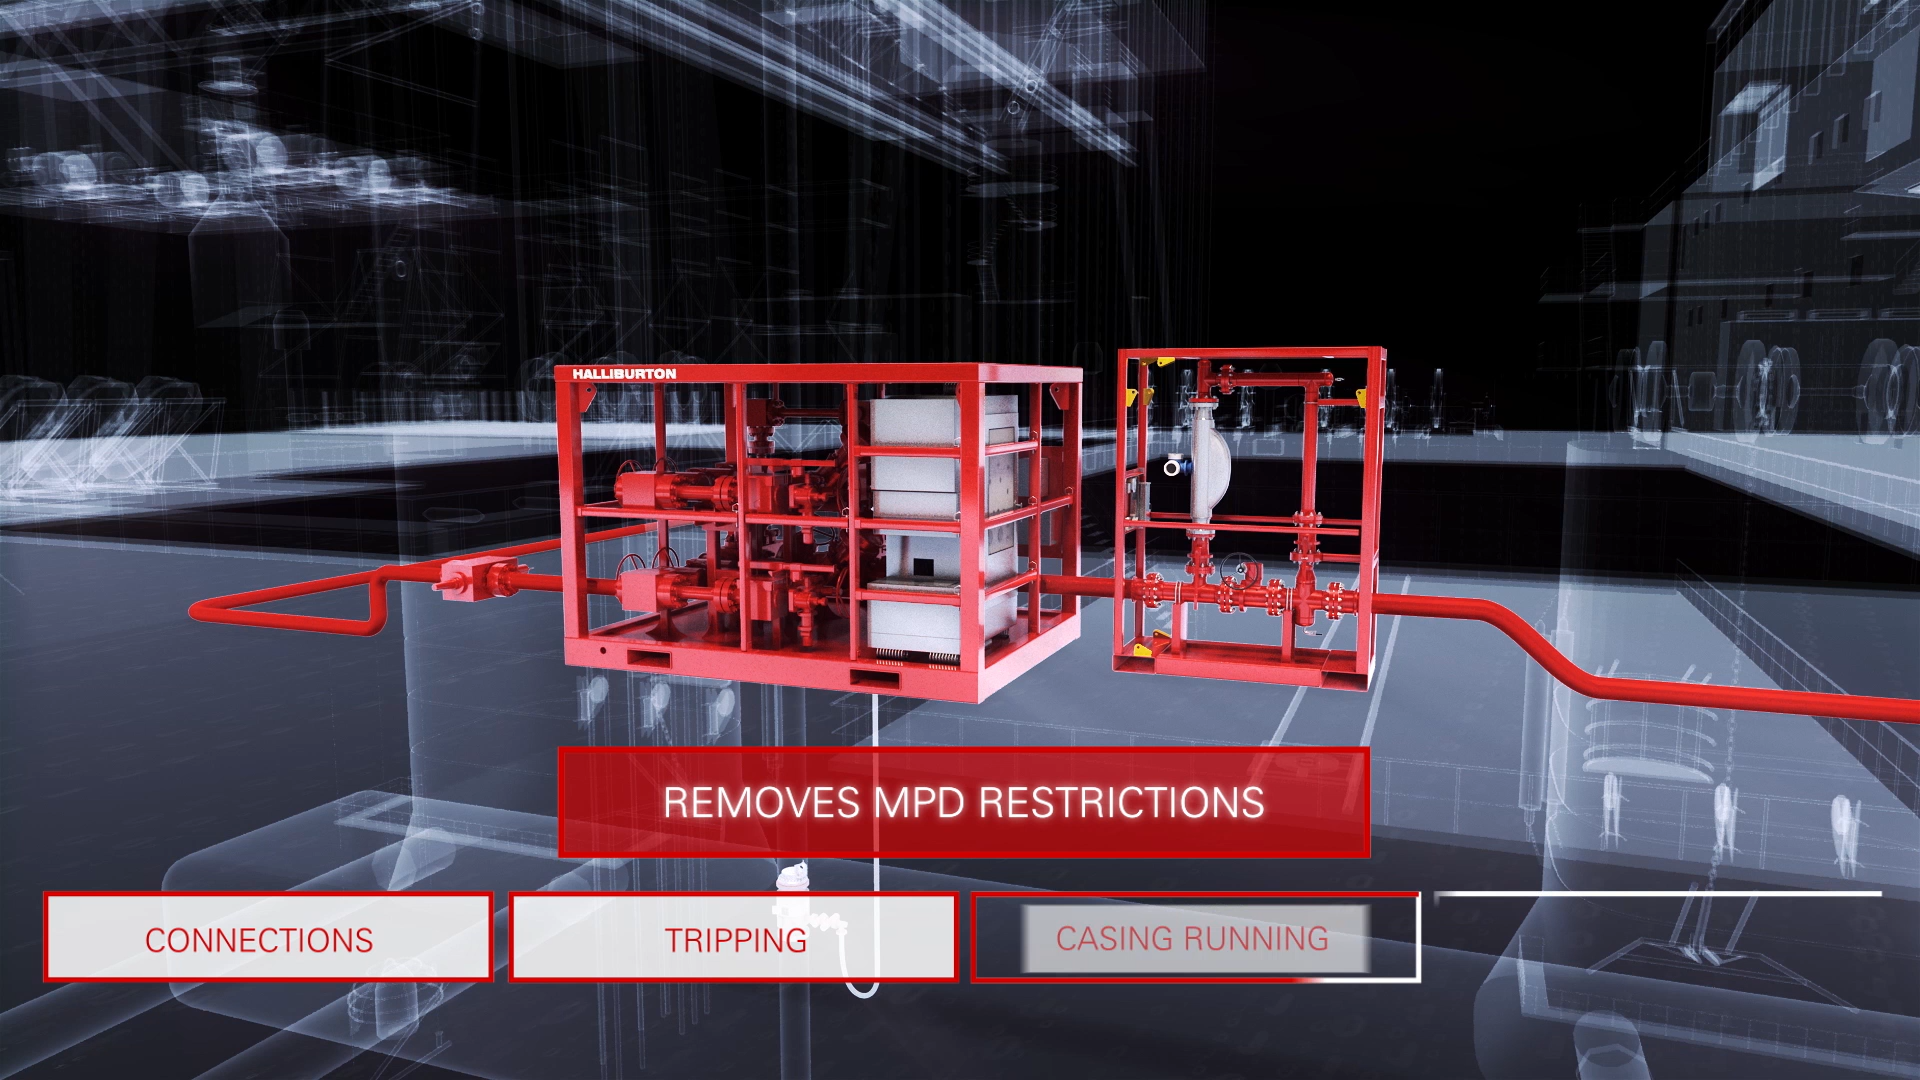 HALLIBURTON
REMOVES MPD RESTRICTIONS
CONNECTIONS
TRIPPING
CASING RUNNING